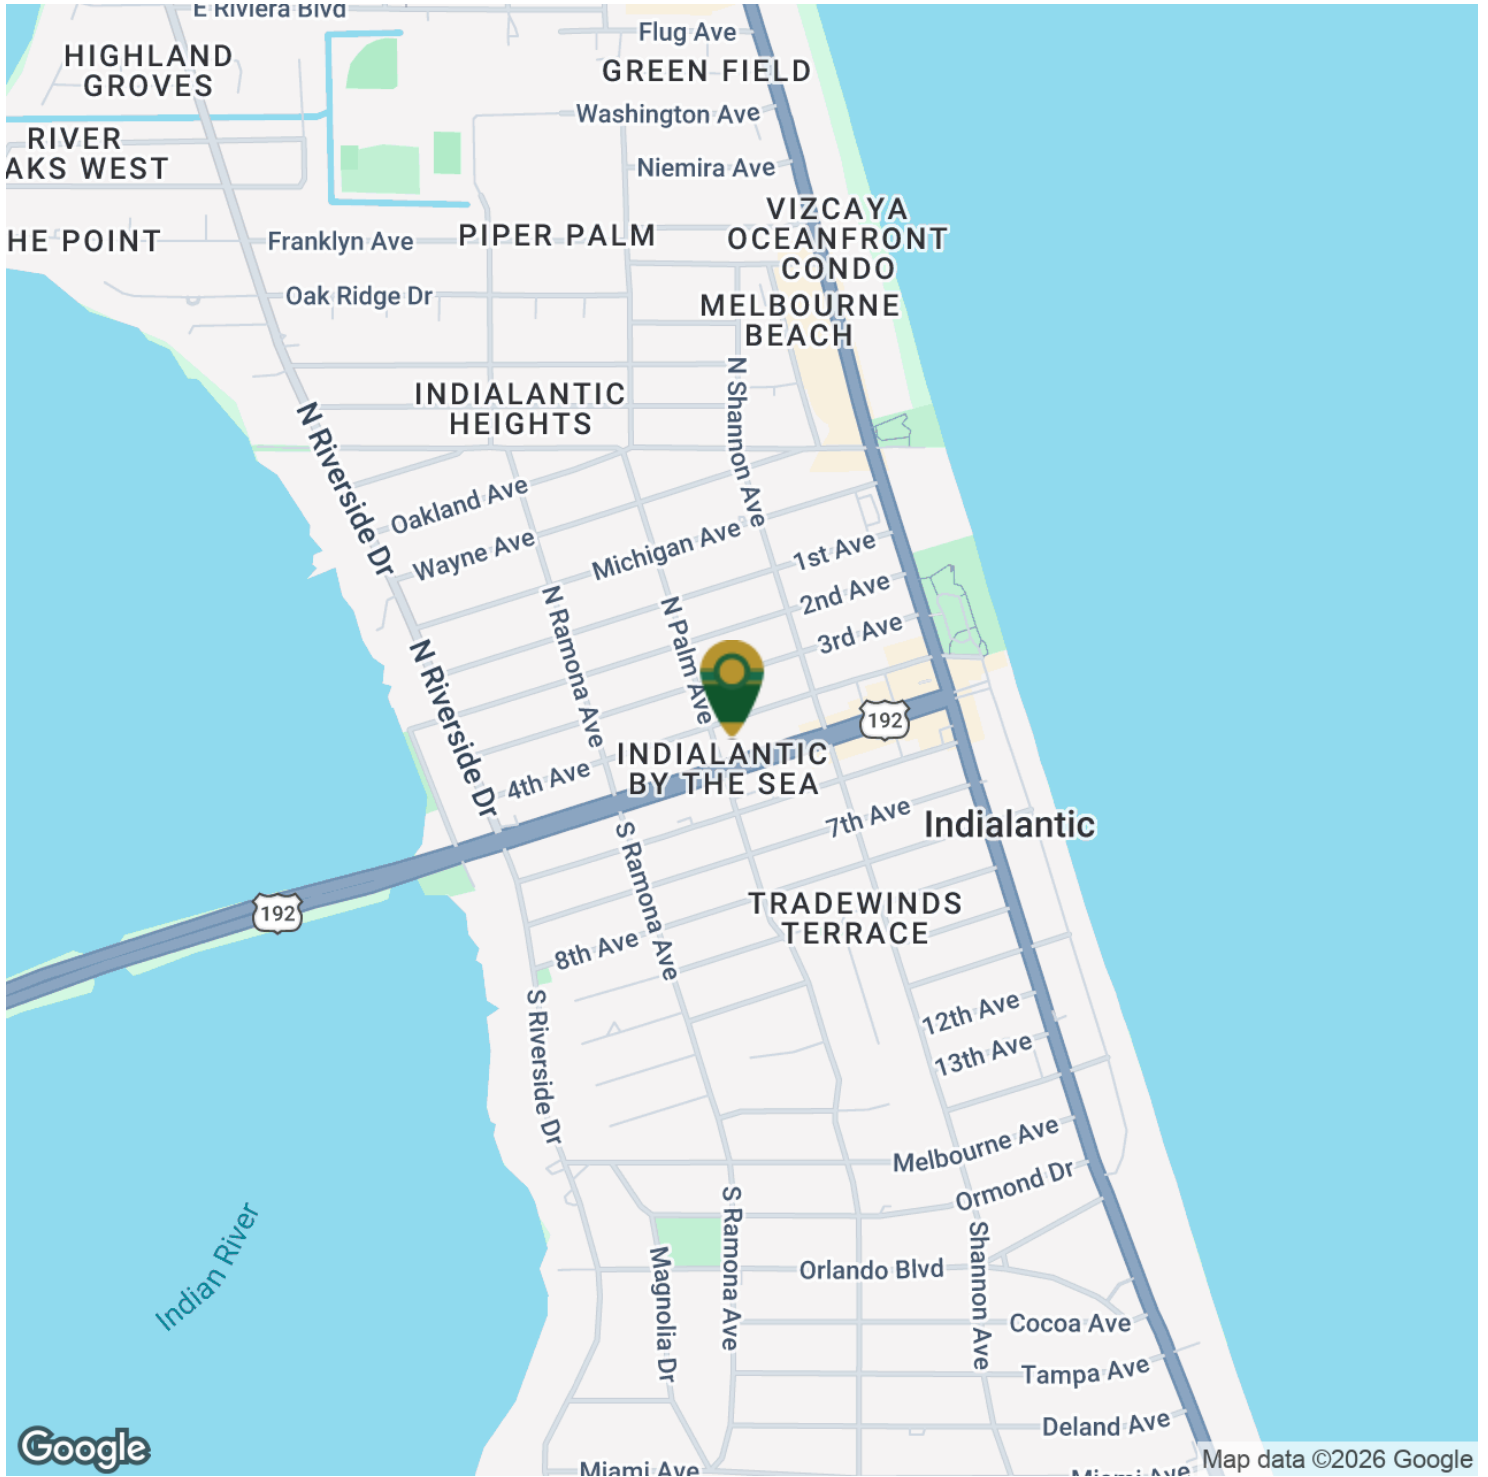 E Riviera Blvd
Flug Ave
HIGHLAND
GROVES
GREEN FIELD
Washington Ave
RIVER
AKS WEST
Niemira Ave
VIZCAYA
OCEANFRONT
CONDO
HE POINT
Franklyn Ave
PIPER PALM
Oak Ridge Dr
MELBOURNE
BEACH
INDIALANTIC
HEIGHTS
N Shannon Ave
N Riverside Dr
Oakland Ave
Wayne Ave
Michigan Ave
1st Ave
2nd Ave
3rd Ave
N Ramona Ave
N Palm Ave
N Riverside Dr
192
INDIALANTIC
BY THE SEA
4th Ave
7th Ave
Indialantic
S Ramona Ave
192
TRADEWINDS
TERRACE
8th Ave
S Riverside Dr
12th Ave
13th Ave
Melbourne Ave
Ormond Dr
Indian River
S Ramona Ave
Shannon Ave
Magnolia Dr
Orlando Blvd
Cocoa Ave
Tampa Ave
Deland Ave
Miami Ave
Miami Ave
Google
Map data ©2026 Google